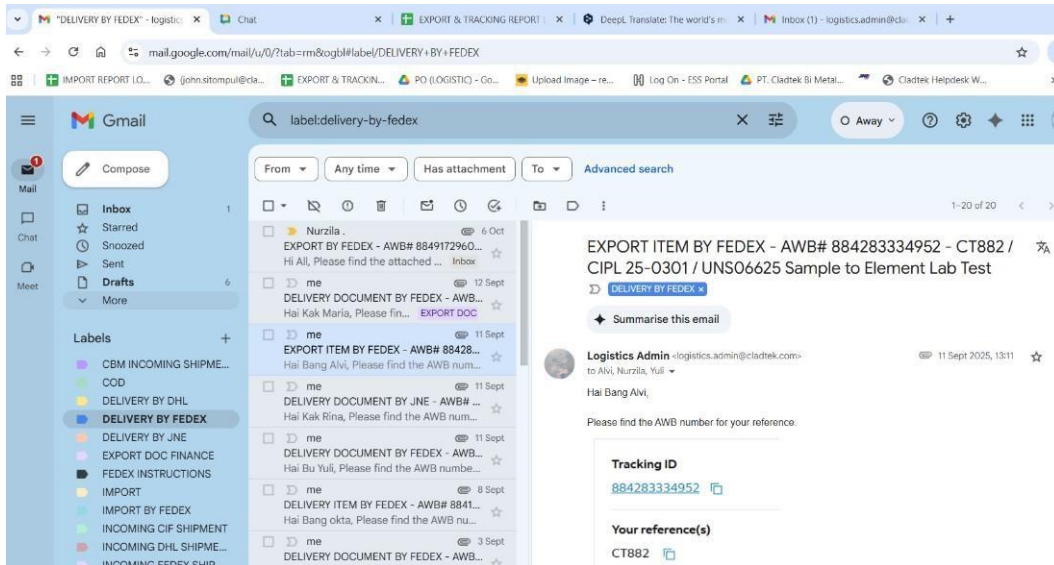 "DELIVERY BY FEDEX" - logistic
Chat
EXPORT & TRACKING REPORT
DeepL Translate: The world's m
Inbox (1) - logistics.admin@cla
mail.google.com/mail/u/0/?tab=rm&ogbl#label/DELIVERY+BY+FEDEX
IMPORT REPORT LO...
(john.sitompul@cla...
EXPORT & TRACKIN...
PO (LOGISTIC) - Go...
Upload Image – re...
Log On - ESS Portal
PT. Cladtek Bi Metal...
Cladtek Helpdesk W...
Gmail
label:delivery-by-fedex
Away
1
Mail
Chat
Meet
Compose
Inbox 1
Starred
Snoozed
Sent
Drafts 6
More
Labels
CBM INCOMING SHIPME...
COD
DELIVERY BY DHL
DELIVERY BY FEDEX
DELIVERY BY JNE
EXPORT DOC FINANCE
FEDEX INSTRUCTIONS
IMPORT
IMPORT BY FEDEX
INCOMING CIF SHIPMENT
INCOMING DHL SHIPME...
INCOMING FEDEX SHIP
From Any time Has attachment To Advanced search
1–20 of 20
Nurzila . 6 Oct
EXPORT BY FEDEX - AWB# 8849172960...
Hi All, Please find the attached ... Inbox
me 12 Sept
DELIVERY DOCUMENT BY FEDEX - AWB...
Hai Kak Maria, Please fin... EXPORT DOC
me 11 Sept
EXPORT ITEM BY FEDEX - AWB# 88428...
Hai Bang Alvi, Please find the AWB num...
me 11 Sept
DELIVERY DOCUMENT BY JNE - AWB# ...
Hai Kak Rina, Please find the AWB num...
me 11 Sept
DELIVERY DOCUMENT BY FEDEX - AWB...
Hai Bu Yuli, Please find the AWB numbe...
me 8 Sept
DELIVERY ITEM BY FEDEX - AWB# 8841...
Hai Bang okta, Please find the AWB nu...
me 3 Sept
DELIVERY DOCUMENT BY FEDEX - AWB...
EXPORT ITEM BY FEDEX - AWB# 884283334952 - CT882 /
CIPL 25-0301 / UNS06625 Sample to Element Lab Test
DELIVERY BY FEDEX ×
Summarise this email
Logistics Admin <logistics.admin@cladtek.com> 11 Sept 2025, 13:11
to Alvi, Nurzila, Yuli
Hai Bang Alvi,
Please find the AWB number for your reference.
Tracking ID
884283334952
Your reference(s)
CT882